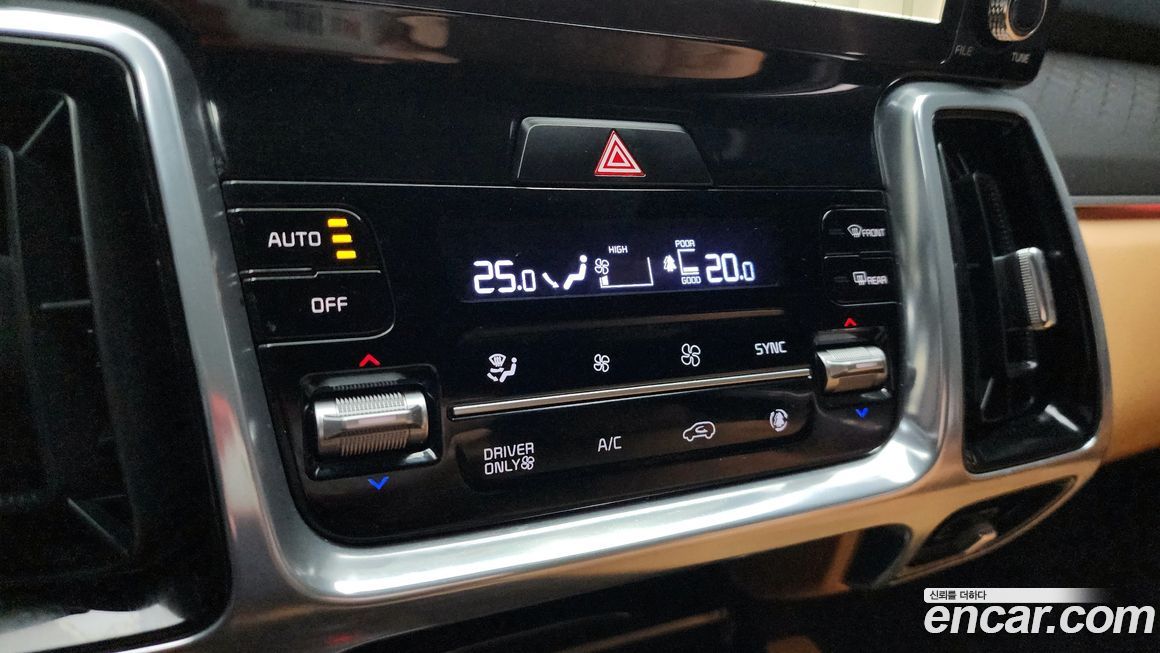 FILE
TUNE
AUTO
OFF
25.0
HIGH
POOR
GOOD
20.0
FRONT
REAR
SYNC
DRIVER
ONLY
A/C
신뢰를 더하다
encar.com